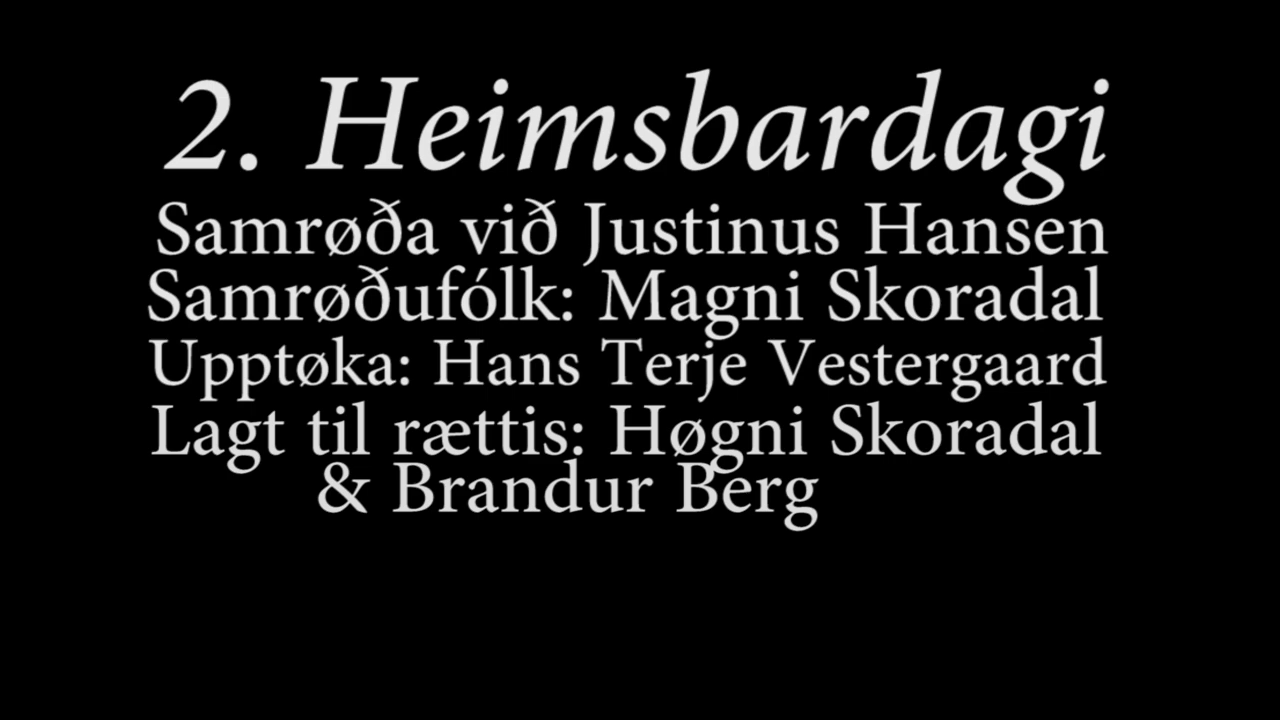 2. Heimsbardagi
Samrøða við Justinus Hansen
Samrøðufólk: Magni Skoradal
Upptøka: Hans Terje Vestergaard
Lagt til rættis: Høgni Skoradal
& Brandur Berg